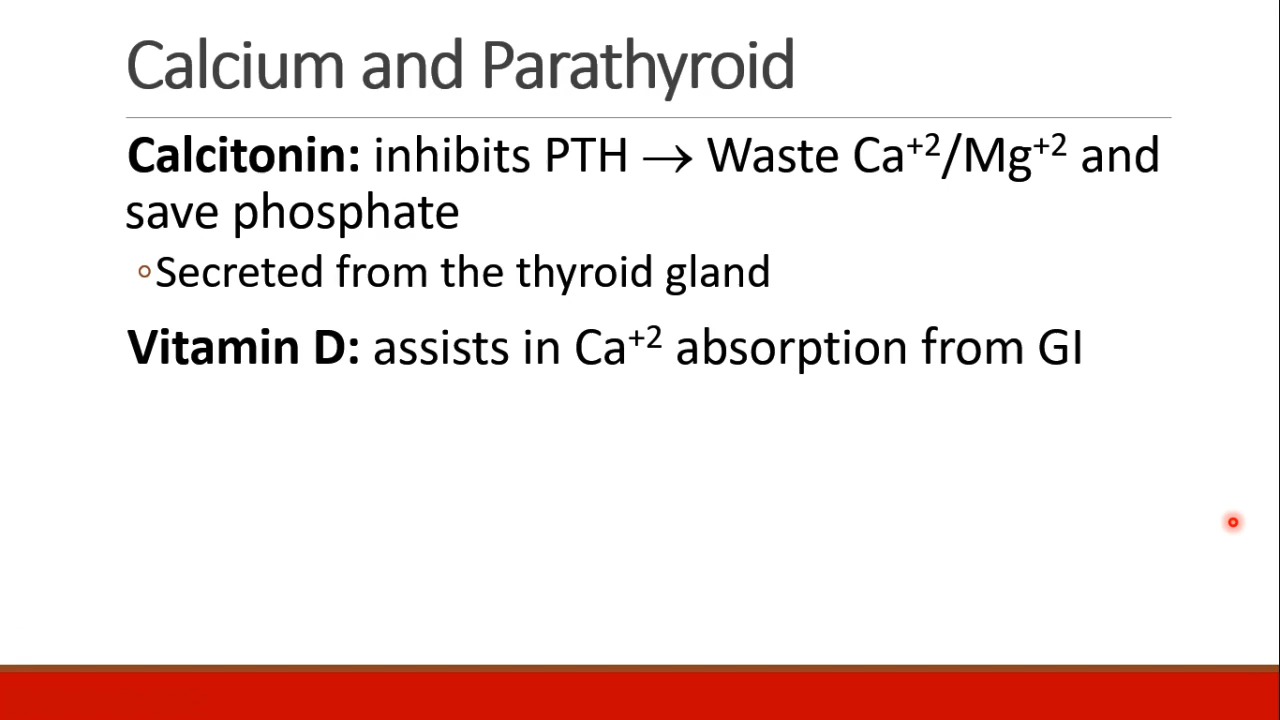 Calcium and Parathyroid
Calcitonin: inhibits PTH → Waste Ca⁺²/Mg⁺² and
save phosphate
◦Secreted from the thyroid gland
Vitamin D: assists in Ca⁺² absorption from GI